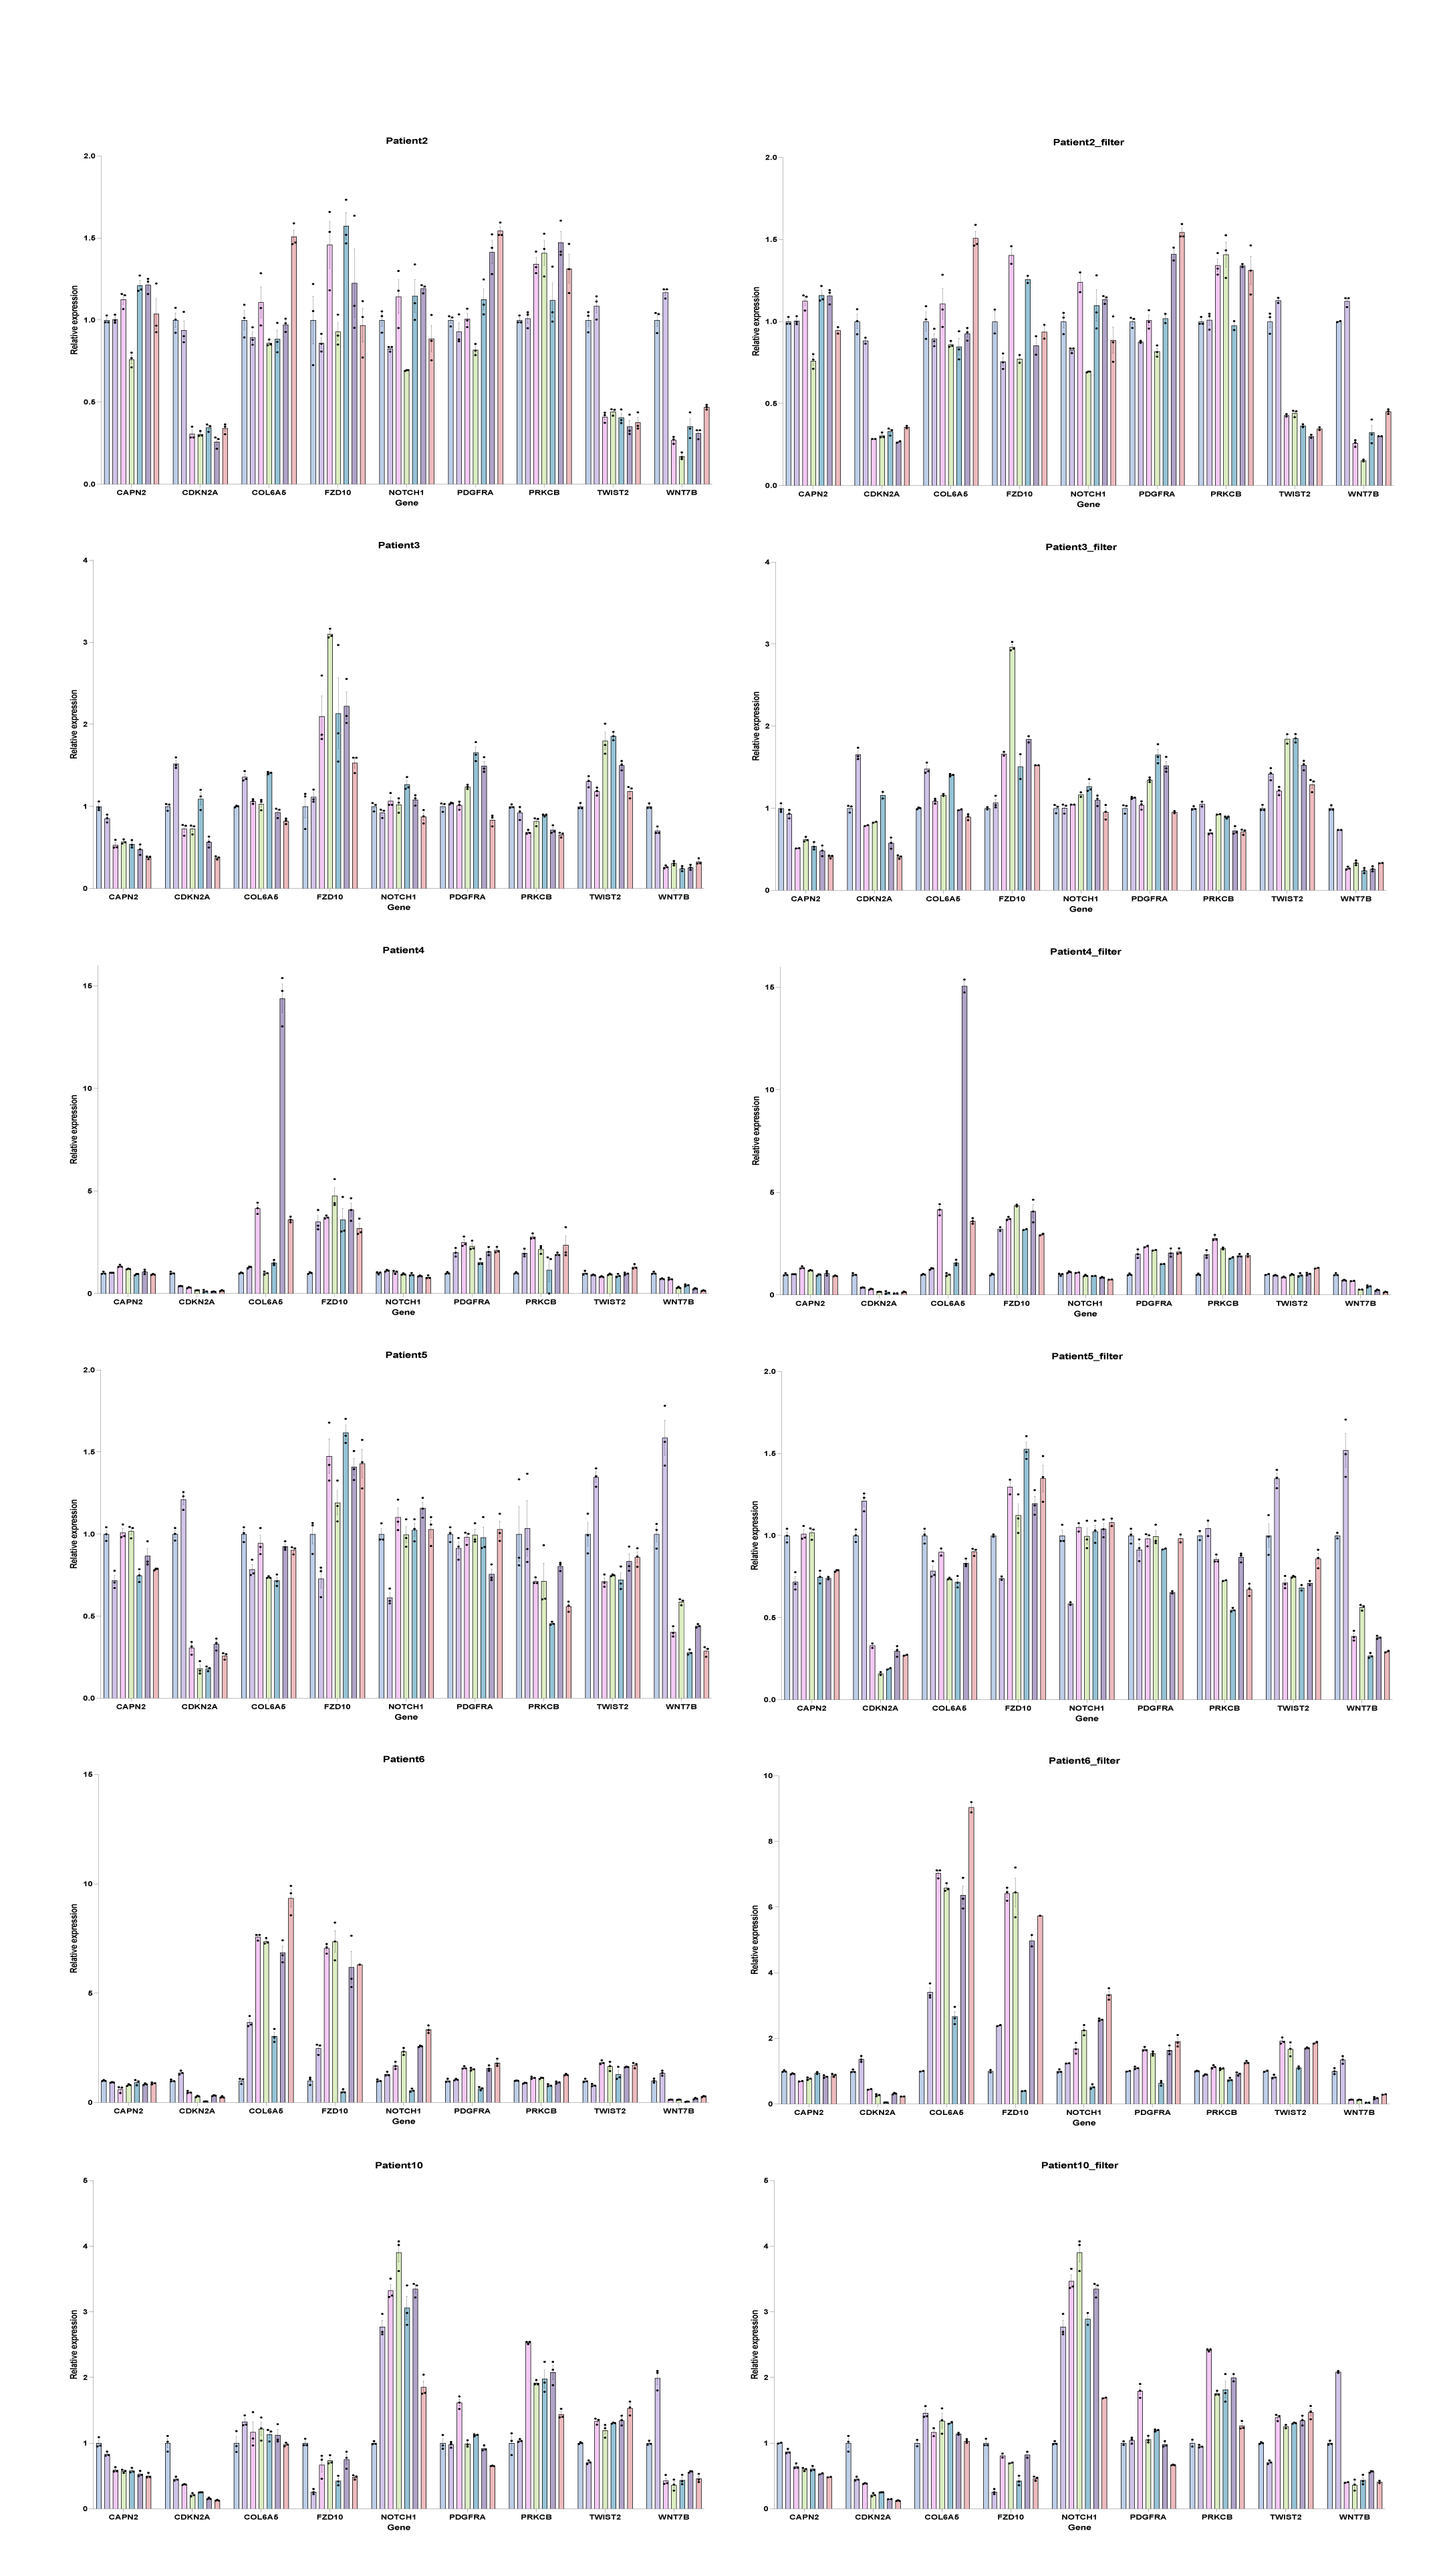 Patient2
Relative expression
2.0
1.5
1.0
0.5
0.0
CAPN2 CDKN2A COL6A5 FZD10 NOTCH1 PDGFRA PRKCB TWIST2 WNT7B
Gene
Patient2_filter
Relative expression
2.0
1.5
1.0
0.5
0.0
CAPN2 CDKN2A COL6A5 FZD10 NOTCH1 PDGFRA PRKCB TWIST2 WNT7B
Gene
Patient3
Relative expression
4
3
2
1
0
CAPN2 CDKN2A COL6A5 FZD10 NOTCH1 PDGFRA PRKCB TWIST2 WNT7B
Gene
Patient3_filter
Relative expression
4
3
2
1
0
CAPN2 CDKN2A COL6A5 FZD10 NOTCH1 PDGFRA PRKCB TWIST2 WNT7B
Gene
Patient4
Relative expression
15
10
5
0
CAPN2 CDKN2A COL6A5 FZD10 NOTCH1 PDGFRA PRKCB TWIST2 WNT7B
Gene
Patient4_filter
Relative expression
15
10
5
0
CAPN2 CDKN2A COL6A5 FZD10 NOTCH1 PDGFRA PRKCB TWIST2 WNT7B
Gene
Patient5
Relative expression
2.0
1.5
1.0
0.5
0.0
CAPN2 CDKN2A COL6A5 FZD10 NOTCH1 PDGFRA PRKCB TWIST2 WNT7B
Gene
Patient5_filter
Relative expression
2.0
1.5
1.0
0.5
0.0
CAPN2 CDKN2A COL6A5 FZD10 NOTCH1 PDGFRA PRKCB TWIST2 WNT7B
Gene
Patient6
Relative expression
15
10
5
0
CAPN2 CDKN2A COL6A5 FZD10 NOTCH1 PDGFRA PRKCB TWIST2 WNT7B
Gene
Patient6_filter
Relative expression
10
8
6
4
2
0
CAPN2 CDKN2A COL6A5 FZD10 NOTCH1 PDGFRA PRKCB TWIST2 WNT7B
Gene
Patient10
Relative expression
5
4
3
2
1
0
CAPN2 CDKN2A COL6A5 FZD10 NOTCH1 PDGFRA PRKCB TWIST2 WNT7B
Gene
Patient10_filter
Relative expression
5
4
3
2
1
0
CAPN2 CDKN2A COL6A5 FZD10 NOTCH1 PDGFRA PRKCB TWIST2 WNT7B
Gene